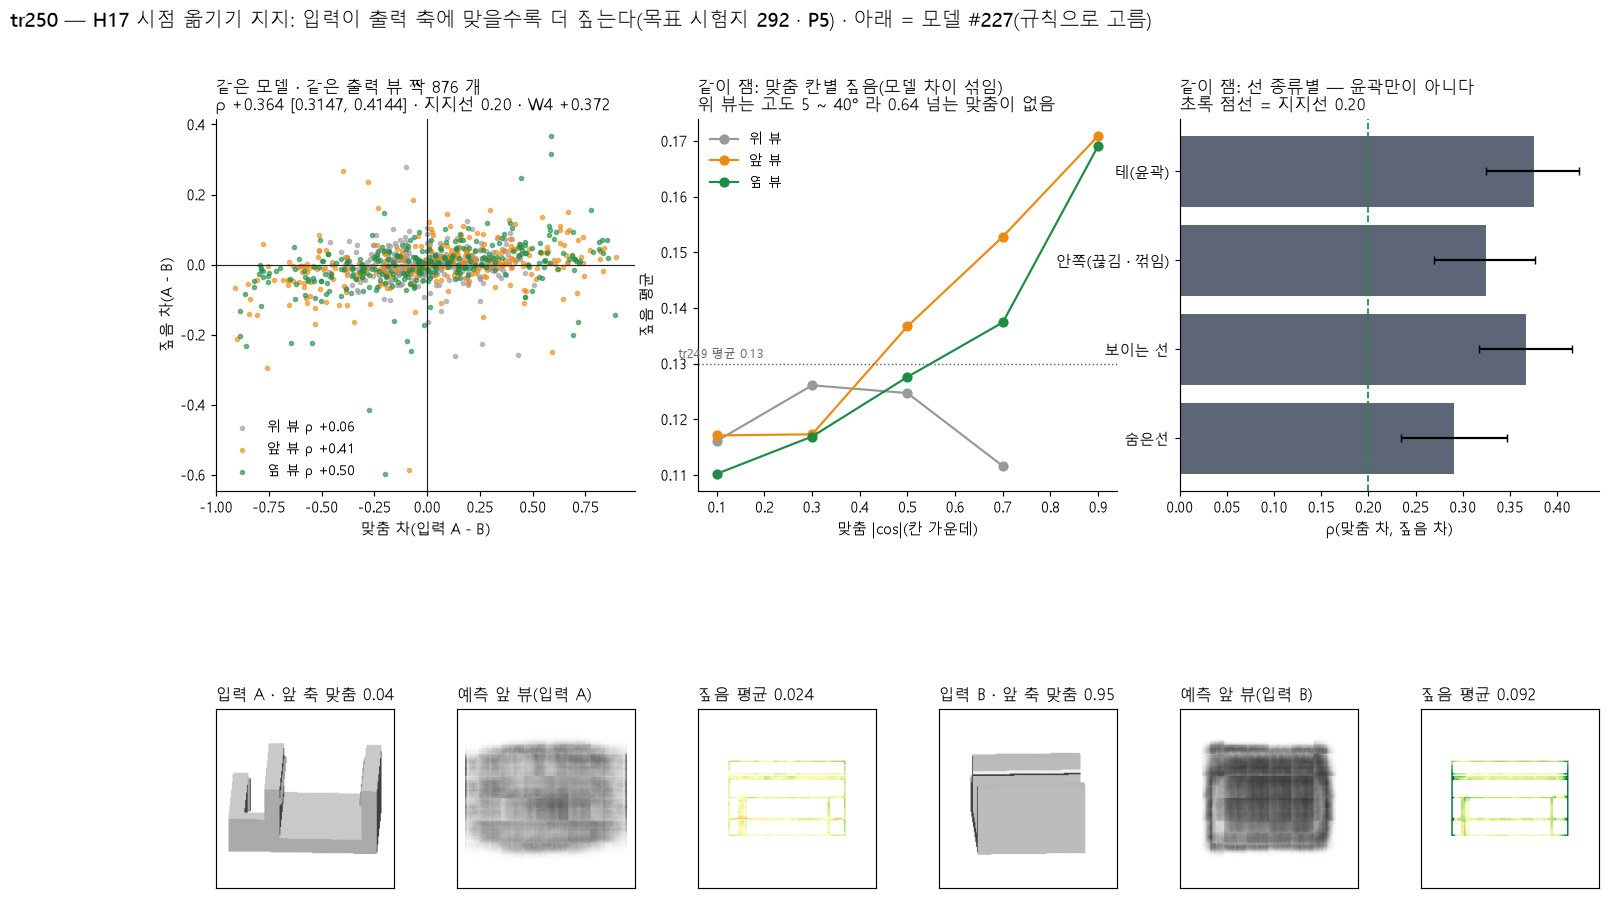 tr250 — H17 시점 옮기기 지지: 입력이 출력 축에 맞을수록 더 짚는다(목표 시험지 292 · P5) · 아래 = 모델 #227(규칙으로 고름)
같은 모델 · 같은 출력 뷰 짝 876 개
ρ +0.364 [0.3147, 0.4144] · 지지선 0.20 · W4 +0.372
0.4
0.2
0.0
-0.2
-0.4
-0.6
짚음 차(A - B)
위 뷰 ρ +0.06
앞 뷰 ρ +0.41
옆 뷰 ρ +0.50
-1.00 -0.75 -0.50 -0.25 0.00 0.25 0.50 0.75
맞춤 차(입력 A - B)
같이 잼: 맞춤 칸별 짚음(모델 차이 섞임)
위 뷰는 고도 5 ~ 40° 라 0.64 넘는 맞춤이 없음
위 뷰
앞 뷰
옆 뷰
0.17
0.16
0.15
0.14
0.13
0.12
0.11
짚음 평균
tr249 평균 0.13
0.1 0.2 0.3 0.4 0.5 0.6 0.7 0.8 0.9
맞춤 |cos|(칸 가운데)
같이 잼: 선 종류별 — 윤곽만이 아니다
초록 점선 = 지지선 0.20
테(윤곽)
안쪽(끊김 · 꺾임)
보이는 선
숨은선
0.00 0.05 0.10 0.15 0.20 0.25 0.30 0.35 0.40
ρ(맞춤 차, 짚음 차)
입력 A · 앞 축 맞춤 0.04
예측 앞 뷰(입력 A)
짚음 평균 0.024
입력 B · 앞 축 맞춤 0.95
예측 앞 뷰(입력 B)
짚음 평균 0.092